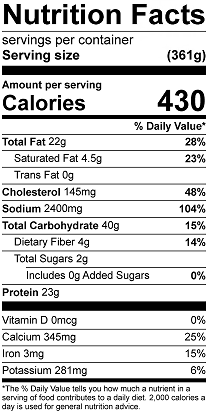 Nutrition Facts
servings per container
Serving size (361g)
Amount per serving
Calories 430
% Daily Value*
Total Fat 22g 28%
Saturated Fat 4.5g 23%
Trans Fat 0g
Cholesterol 145mg 48%
Sodium 2400mg 104%
Total Carbohydrate 40g 15%
Dietary Fiber 4g 14%
Total Sugars 2g
Includes 0g Added Sugars 0%
Protein 23g
Vitamin D 0mcg 0%
Calcium 345mg 25%
Iron 3mg 15%
Potassium 281mg 6%
*The % Daily Value tells you how much a nutrient in a
serving of food contributes to a daily diet. 2,000 calories a
day is used for general nutrition advice.